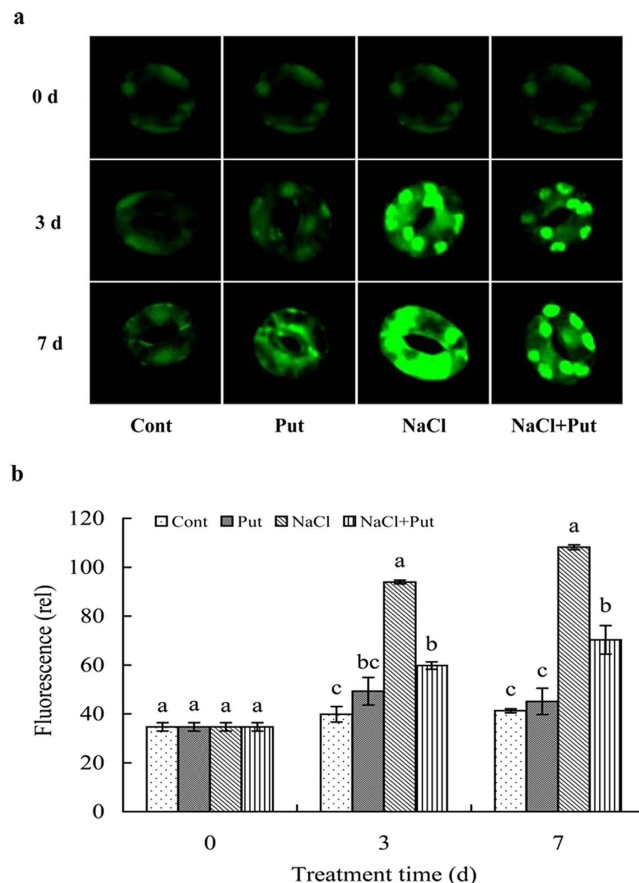 a
0 d
3 d
7 d
Cont Put NaCl NaCl+Put
b
120
100
80
60
40
20
0
Fluorescence (rel)
Cont Put NaCl NaCl+Put
a a a a
c bc a b
c c a b
0 3 7
Treatment time (d)